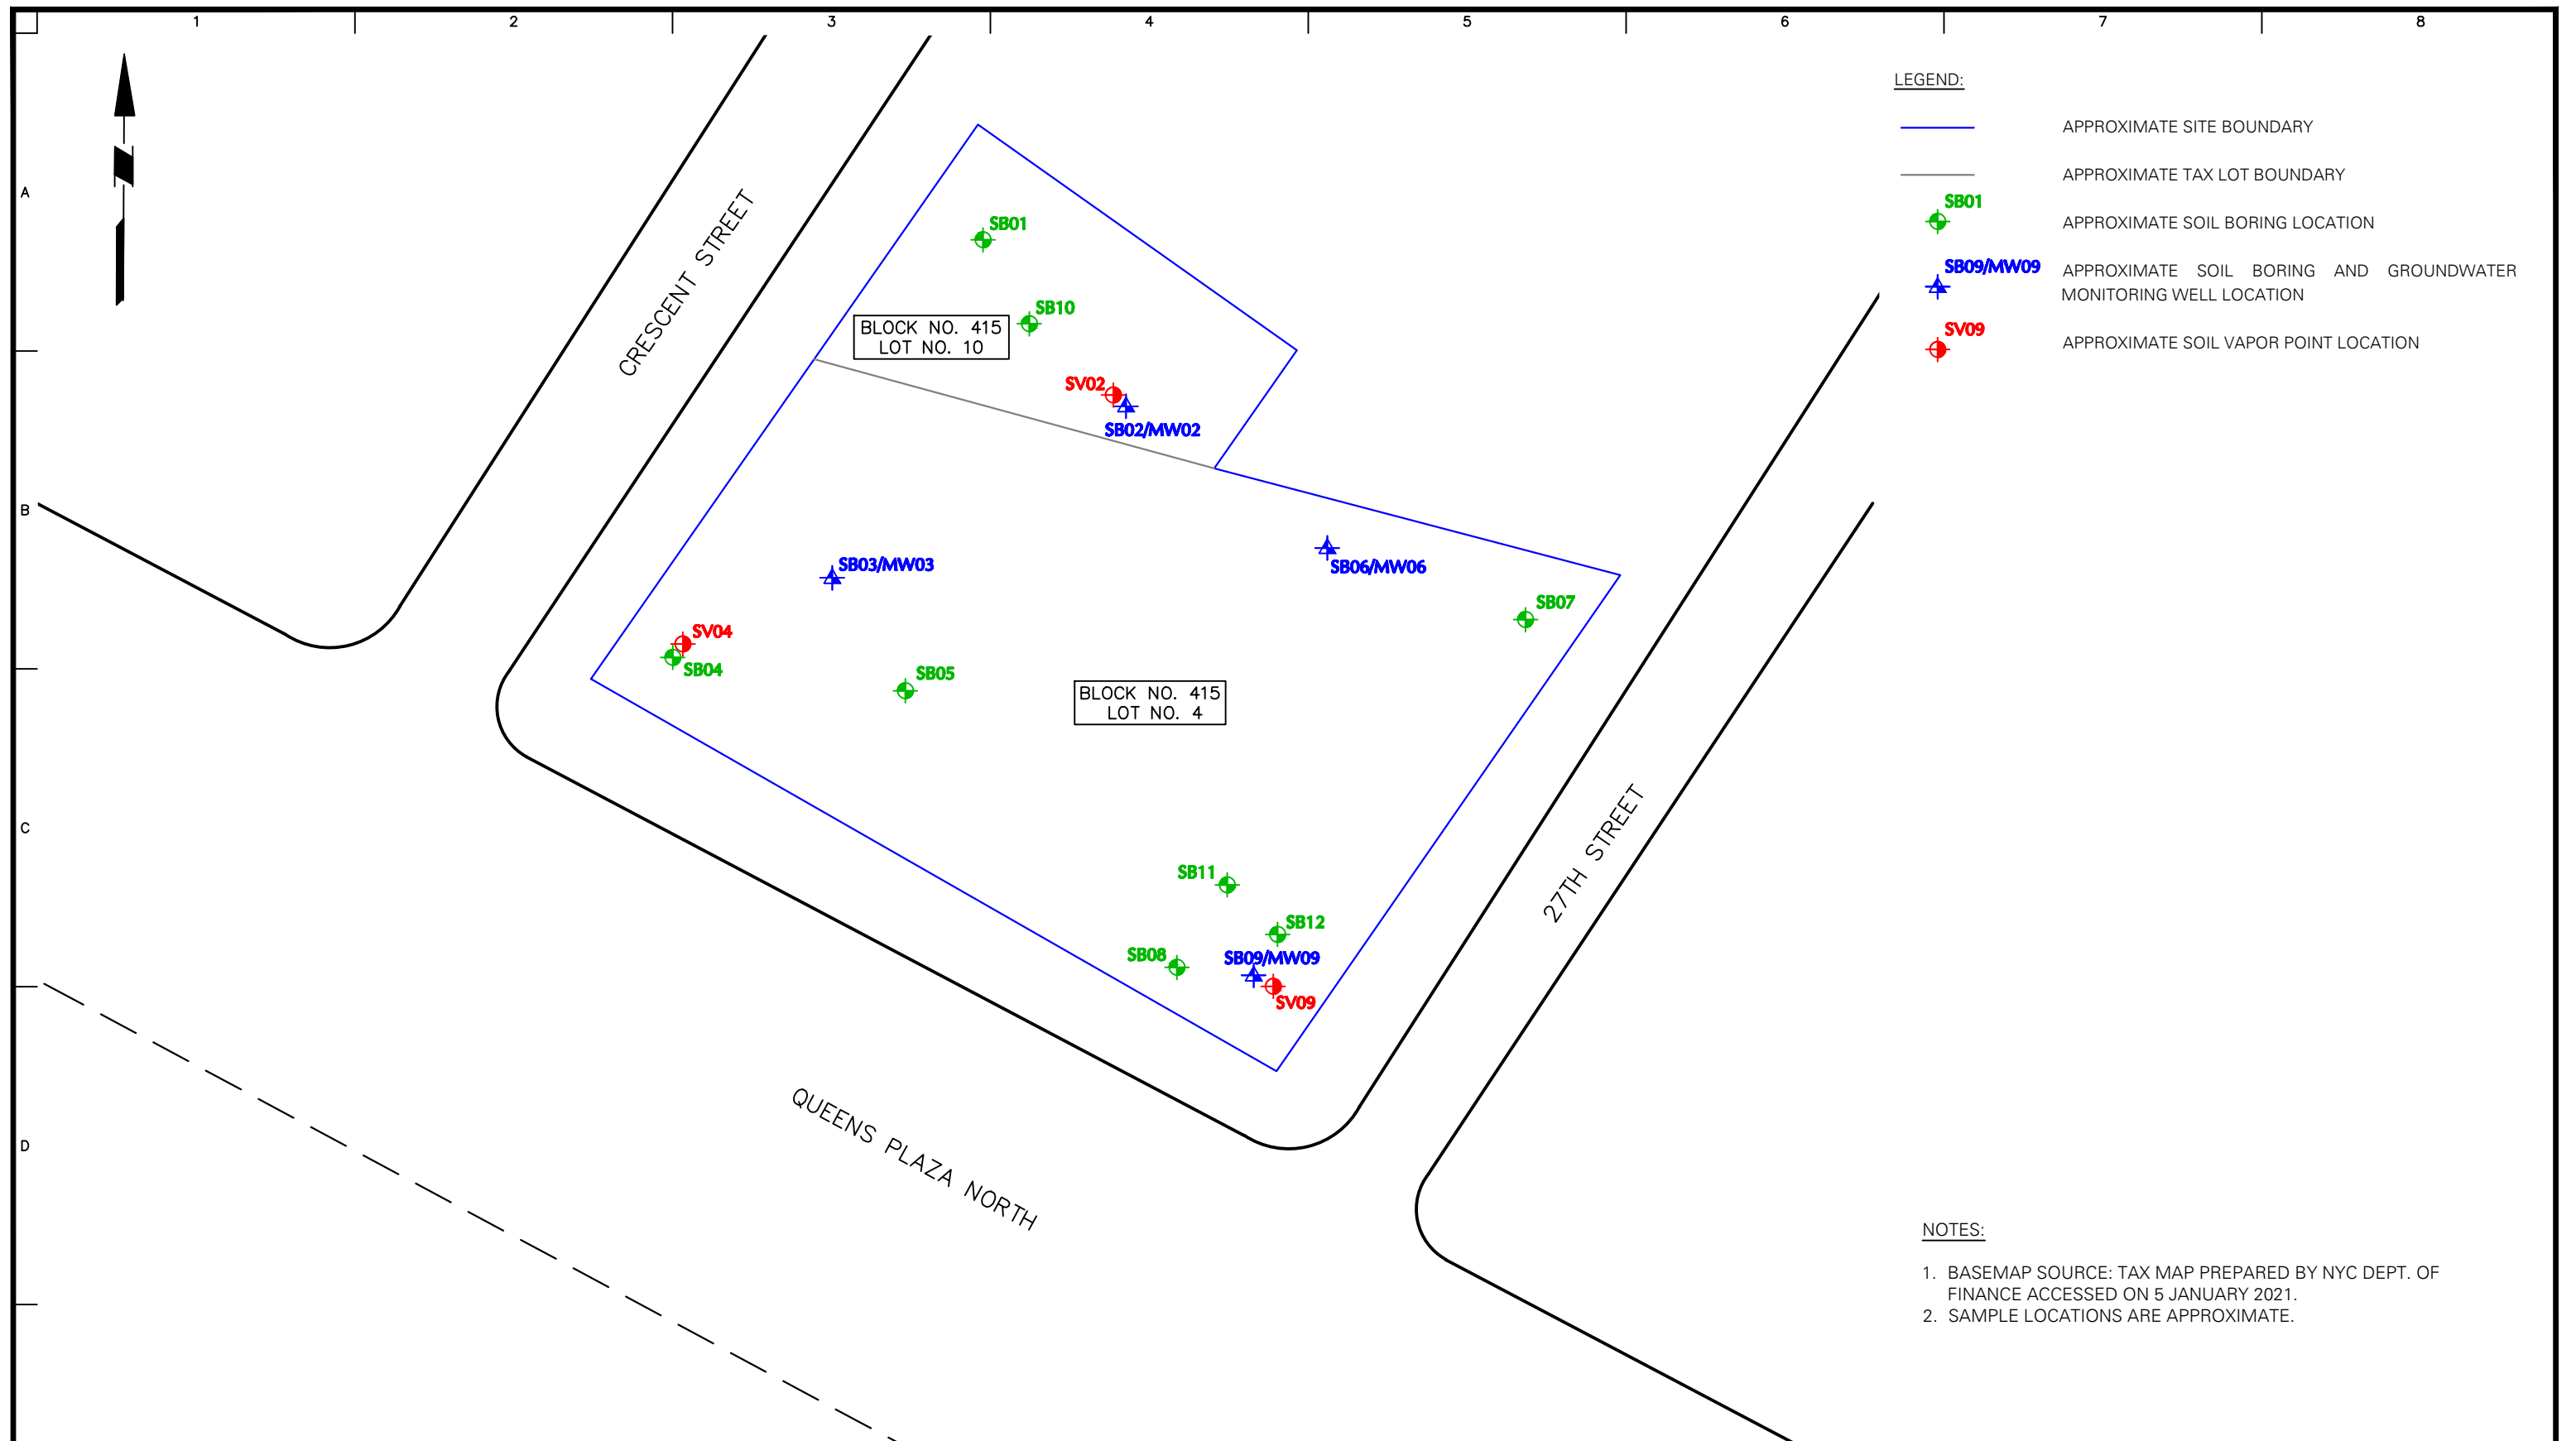 1
2
3
4
5
6
7
8
A
B
C
D
CRESCENT STREET
SB01
SB10
BLOCK NO. 415
LOT NO. 10
SV02
SB02/MW02
SB03/MW03
SB06/MW06
SB07
SV04
SB04
SB05
BLOCK NO. 415
LOT NO. 4
SB11
SB12
SB08
SB09/MW09
SV09
27TH STREET
QUEENS PLAZA NORTH
LEGEND:
APPROXIMATE SITE BOUNDARY
APPROXIMATE TAX LOT BOUNDARY
SB01
APPROXIMATE SOIL BORING LOCATION
SB09/MW09
APPROXIMATE SOIL BORING AND GROUNDWATER
MONITORING WELL LOCATION
SV09
APPROXIMATE SOIL VAPOR POINT LOCATION
NOTES:
1. BASEMAP SOURCE: TAX MAP PREPARED BY NYC DEPT. OF
FINANCE ACCESSED ON 5 JANUARY 2021.
2. SAMPLE LOCATIONS ARE APPROXIMATE.